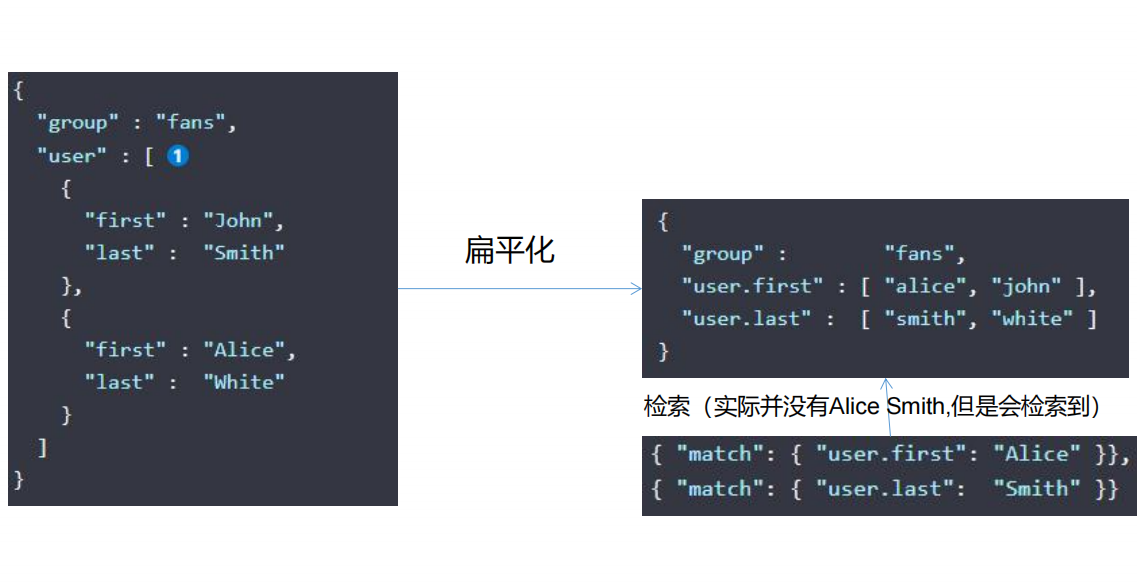 {
"group" : "fans",
"user" : [ 1
{
"first" : "John",
"last" : "Smith"
},
{
"first" : "Alice",
"last" : "White"
}
]
}
扁平化
{
"group" : "fans",
"user.first" : [ "alice", "john" ],
"user.last" : [ "smith", "white" ]
}
检索（实际并没有Alice Smith,但是会检索到）
{ "match": { "user.first": "Alice" }},
{ "match": { "user.last": "Smith" }}